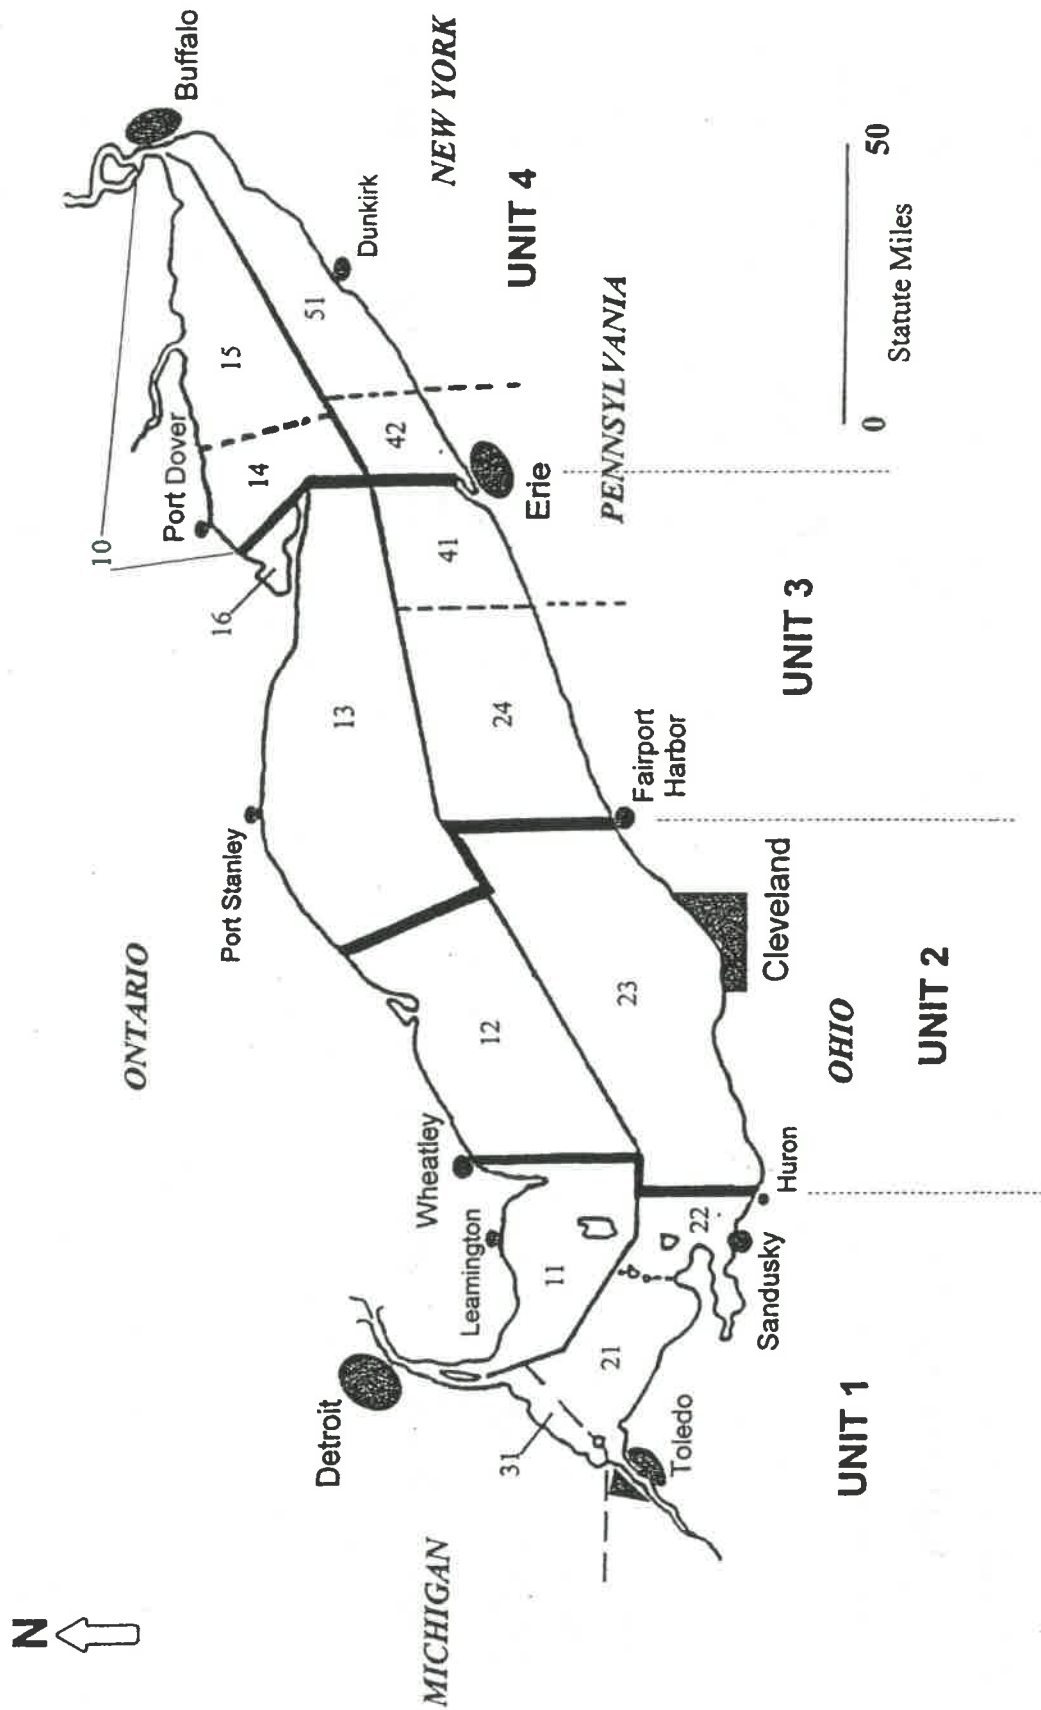 N
ONTARIO
MICHIGAN
NEW YORK
PENNSYLVANIA
OHIO
Detroit
Leamington
Wheatley
Port Stanley
Port Dover
Buffalo
Dunkirk
Erie
Fairport
Harbor
Cleveland
Huron
Sandusky
Toledo
10
16
14
15
13
12
11
31
21
22
23
24
41
42
51
UNIT 1
UNIT 2
UNIT 3
UNIT 4
0
50
Statute Miles